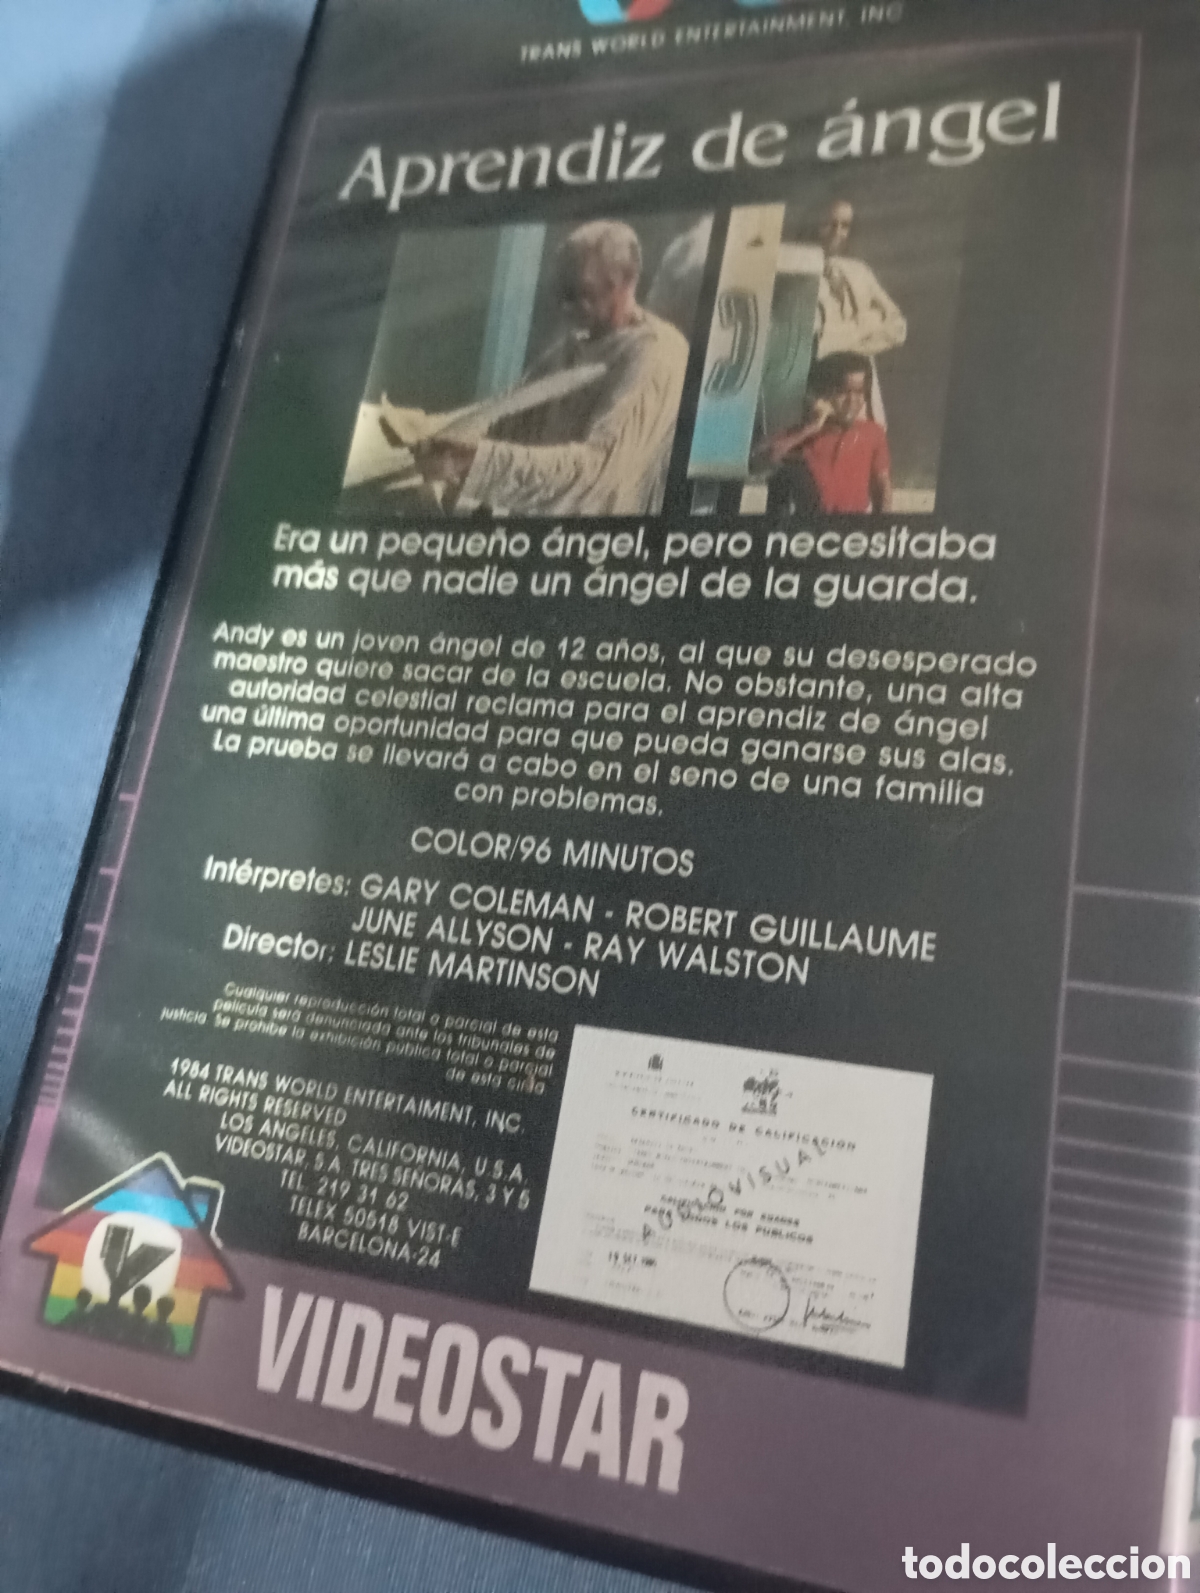 TRANS WORLD ENTERTAINMENT, INC
Aprendiz de ángel
Era un pequeño ángel, pero necesitaba
más que nadie un ángel de la guarda.
Andy es un joven ángel de 12 años, al que su desesperado
maestro quiere sacar de la escuela. No obstante, una alta
autoridad celestial reclama para el aprendiz de ángel
una última oportunidad para que pueda ganarse sus alas.
La prueba se llevará a cabo en el seno de una familia
con problemas.
COLOR/96 MINUTOS
Intérpretes: GARY COLEMAN - ROBERT GUILLAUME
JUNE ALLYSON - RAY WALSTON
Director: LESLIE MARTINSON
Cualquier reproducción total o parcial de esta
película será denunciada ante los tribunales de
justicia. Se prohíbe la exhibición pública total o parcial
de esta cinta
1984 TRANS WORLD ENTERTAIMENT, INC.
ALL RIGHTS RESERVED
LOS ANGELES, CALIFORNIA, U.S.A.
VIDEOSTAR, S.A. TRES SEÑORAS, 3 Y 5
TEL. 219 31 62
TELEX 50518 VIST-E
BARCELONA-24
CERTIFICADO DE CALIFICACION
AUDIOVISUAL
CALIFICACION POR EDADES
PARA TODOS LOS PUBLICOS
VIDEOSTAR
todocoleccion